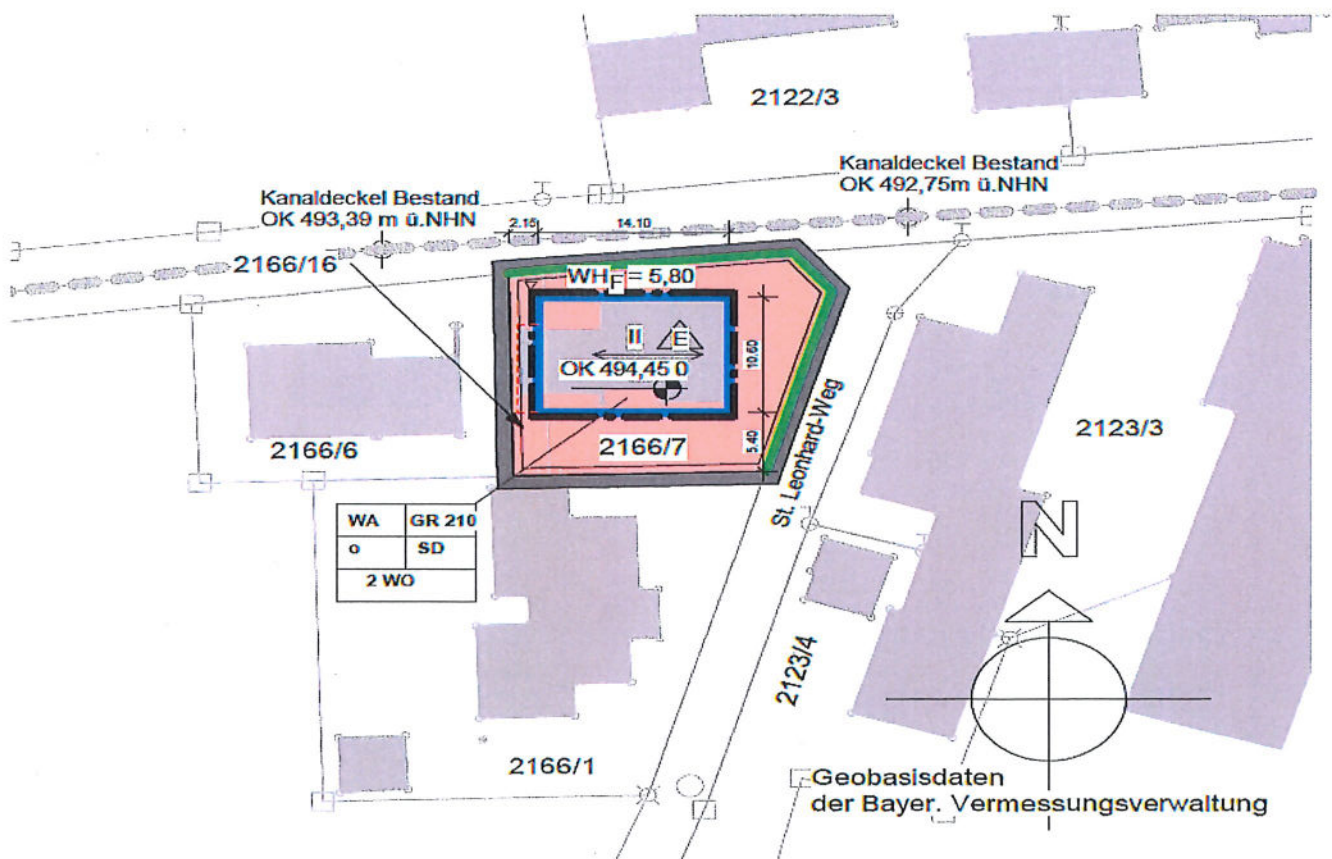 2122/3
Kanaldeckel Bestand
OK 492,75m ü.NHN
Kanaldeckel Bestand
OK 493,39 m ü.NHN
2.15
14.10
2166/16
WHF = 5,80
II
E
OK 494,45 0
10.60
5.40
2166/7
2166/6
St. Leonhard-Weg
2123/3
WA
GR 210
o
SD
2 WO
N
2123/4
2166/1
Geobasisdaten
der Bayer. Vermessungsverwaltung